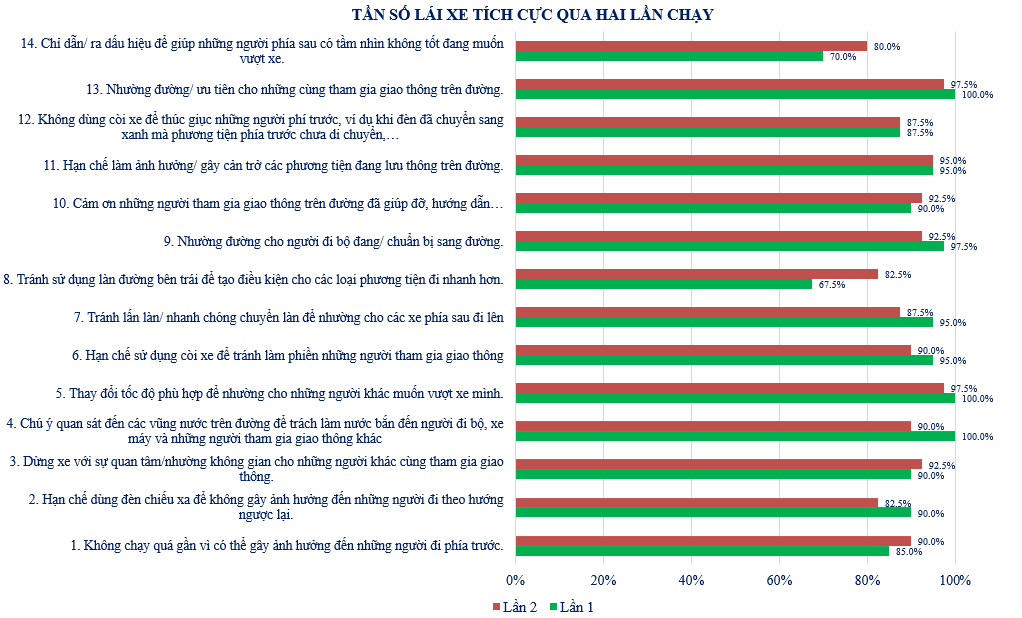 TẦN SỐ LÁI XE TÍCH CỰC QUA HAI LẦN CHẠY
14. Chỉ dẫn/ ra dấu hiệu để giúp những người phía sau có tầm nhìn không tốt đang muốn
vượt xe.
80.0%
70.0%
13. Nhường đường/ ưu tiên cho những cùng tham gia giao thông trên đường.
97.5%
100.0%
12. Không dùng còi xe để thúc giục những người phí trước, ví dụ khi đèn đã chuyển sang
xanh mà phương tiện phía trước chưa di chuyển,…
87.5%
87.5%
11. Hạn chế làm ảnh hưởng/ gây cản trở các phương tiện đang lưu thông trên đường.
95.0%
95.0%
10. Cảm ơn những người tham gia giao thông trên đường đã giúp đỡ, hướng dẫn…
92.5%
90.0%
9. Nhường đường cho người đi bộ đang/ chuẩn bị sang đường.
92.5%
97.5%
8. Tránh sử dụng làn đường bên trái để tạo điều kiện cho các loại phương tiện đi nhanh hơn.
82.5%
67.5%
7. Tránh lấn làn/ nhanh chóng chuyển làn để nhường cho các xe phía sau đi lên
87.5%
95.0%
6. Hạn chế sử dụng còi xe để tránh làm phiền những người tham gia giao thông
90.0%
95.0%
5. Thay đổi tốc độ phù hợp để nhường cho những người khác muốn vượt xe mình.
97.5%
100.0%
4. Chú ý quan sát đến các vũng nước trên đường để trách làm nước bắn đến người đi bộ, xe
máy và những người tham gia giao thông khác
90.0%
100.0%
3. Dừng xe với sự quan tâm/nhường không gian cho những người khác cùng tham gia giao
thông.
92.5%
90.0%
2. Hạn chế dùng đèn chiếu xa để không gây ảnh hưởng đến những người đi theo hướng
ngược lại.
82.5%
90.0%
1. Không chạy quá gần vì có thể gây ảnh hưởng đến những người đi phía trước.
90.0%
85.0%
0% 20% 40% 60% 80% 100%
Lần 2 Lần 1